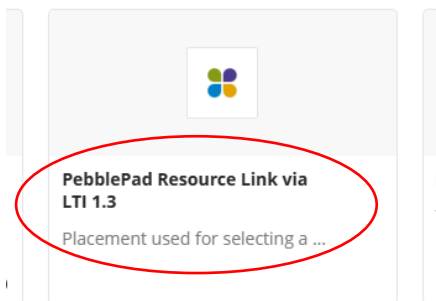 PebblePad Resource Link via
LTI 1.3
Placement used for selecting a ...